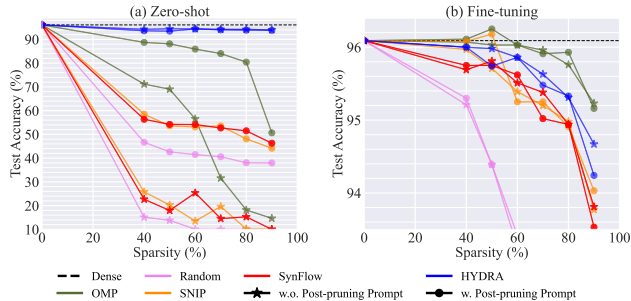 (a) Zero-shot
(b) Fine-tuning
Test Accuracy (%)
90
80
70
60
50
40
30
20
10
0 20 40 60 80 100
Sparsity (%)
Test Accuracy (%)
96
95
94
0 20 40 60 80 100
Sparsity (%)
Dense Random SynFlow HYDRA
OMP SNIP w.o. Post-pruning Prompt w. Post-pruning Prompt